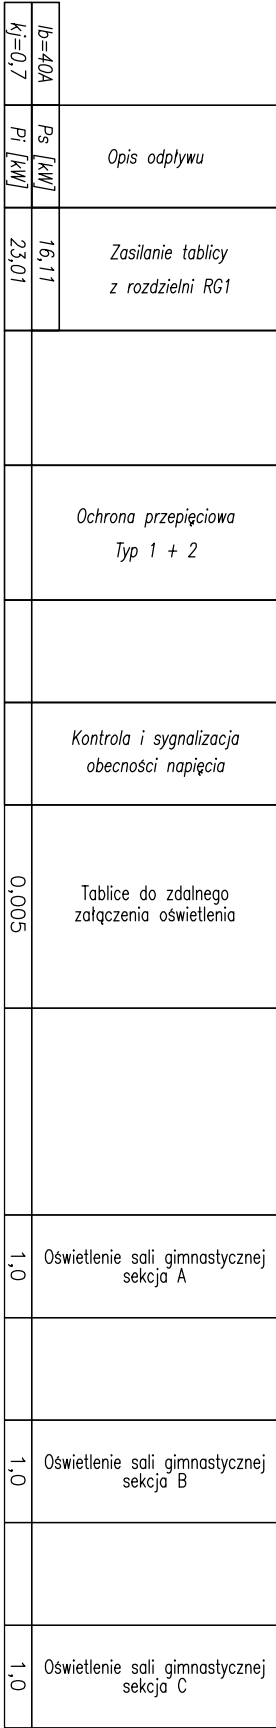 Ib=40A
kj=0,7
Ps [kW]
Pi [kW]
Opis odpływu
16,11
23,01
Zasilanie tablicy
z rozdzielni RG1
Ochrona przepięciowa
Typ 1 + 2
Kontrola i sygnalizacja
obecności napięcia
0,005
Tablice do zdalnego
załączenia oświetlenia
1,0
Oświetlenie sali gimnastycznej
sekcja A
1,0
Oświetlenie sali gimnastycznej
sekcja B
1,0
Oświetlenie sali gimnastycznej
sekcja C